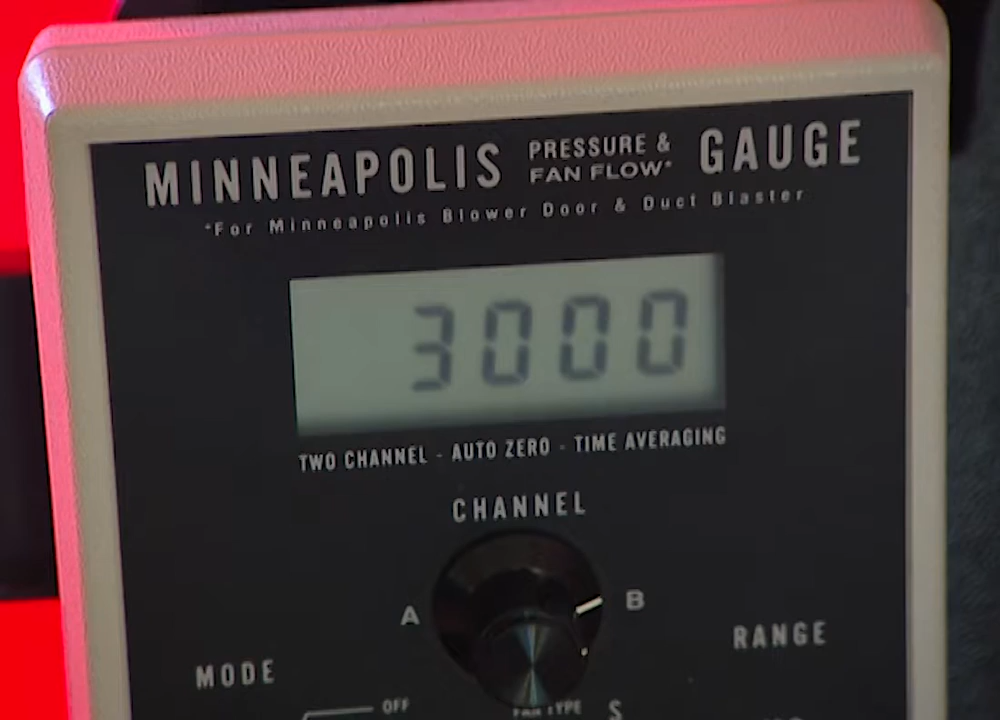 MINNEAPOLIS PRESSURE & FAN FLOW* GAUGE
*For Minneapolis Blower Door & Duct Blaster
3000
TWO CHANNEL - AUTO ZERO - TIME AVERAGING
CHANNEL
A B
RANGE
MODE
OFF
FAN TYPE
S